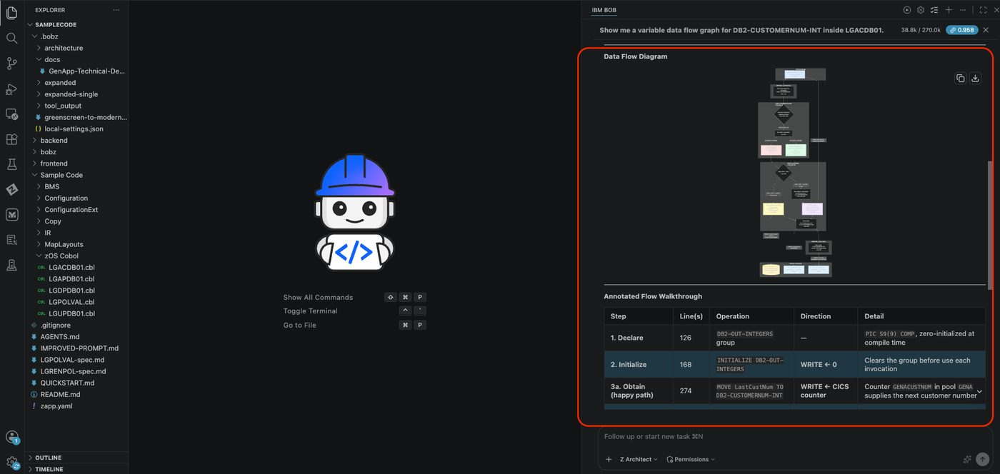 EXPLORER
SAMPLECODE
.bobz
architecture
docs
GenApp-Technical-De...
expanded
expanded-single
tool_output
greenscreen-to-modern...
local-settings.json
backend
bobz
frontend
Sample Code
BMS
Configuration
ConfigurationExt
Copy
IR
MapLayouts
zOS Cobol
CBL LGACDB01.cbl
CBL LGAPDB01.cbl
CBL LGDPDB01.cbl
CBL LGPOLVAL.cbl
CBL LGUPDB01.cbl
.gitignore
AGENTS.md
IMPROVED-PROMPT.md
LGPOLVAL-spec.md
LGRENPOL-spec.md
QUICKSTART.md
README.md
zapp.yaml
OUTLINE
TIMELINE
1
Show All Commands ⇧ ⌘ P
Toggle Terminal ^ `
Go to File ⌘ P
IBM BOB
Show me a variable data flow graph for DB2-CUSTOMERNUM-INT inside LGACDB01.
38.8k / 270.0k
0.958
Data Flow Diagram
Annotated Flow Walkthrough
Step Line(s) Operation Direction Detail
1. Declare 126 DB2-OUT-INTEGERS group — PIC S9(9) COMP, zero-initialized at compile time
2. Initialize 168 INITIALIZE DB2-OUT-INTEGERS WRITE ← 0 Clears the group before use each invocation
3a. Obtain (happy path) 274 MOVE LastCustNum TO DB2-CUSTOMERNUM-INT WRITE ← CICS counter Counter GENACUSTNUM in pool GENA supplies the next customer number
Follow up or start new task ⌘N
Z Architect
Permissions